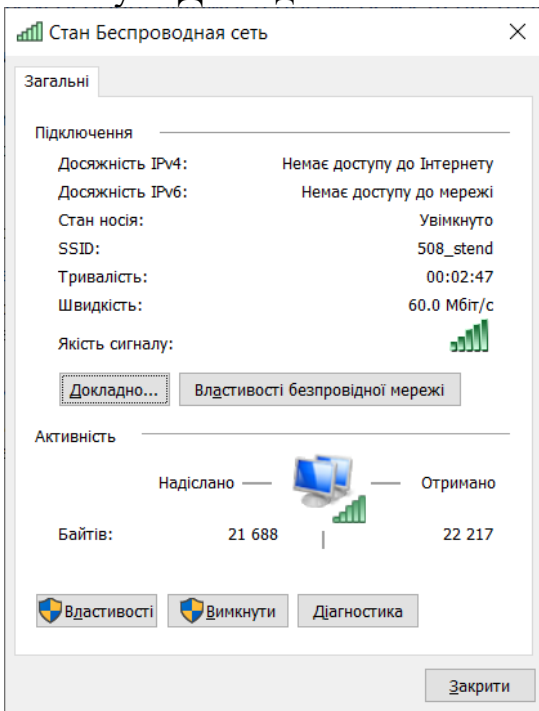 Стан Беспроводная сеть
Загальні
Підключення
Досяжність IPv4: Немає доступу до Інтернету
Досяжність IPv6: Немає доступу до мережі
Стан носія: Увімкнуто
SSID: 508_stend
Тривалість: 00:02:47
Швидкість: 60.0 Мбіт/с
Якість сигналу:
Докладно... Властивості безпровідної мережі
Активність
Надіслано Отримано
Байтів: 21 688 22 217
Властивості Вимкнути Діагностика
Закрити